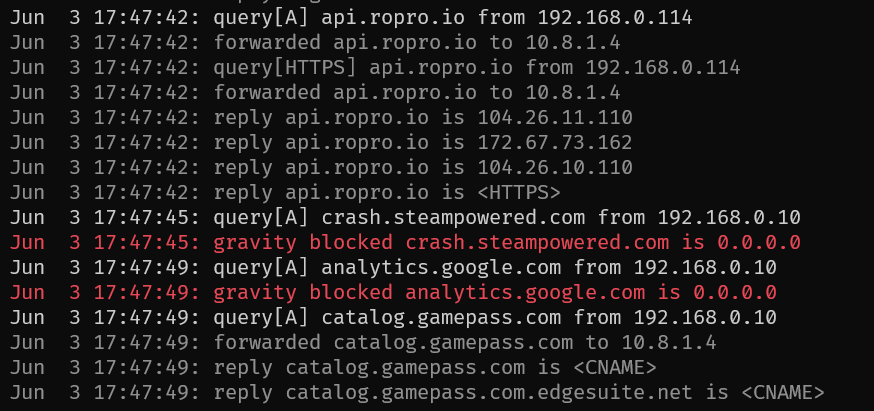 Jun  3 17:47:42: query[A] api.ropro.io from 192.168.0.114
Jun  3 17:47:42: forwarded api.ropro.io to 10.8.1.4
Jun  3 17:47:42: query[HTTPS] api.ropro.io from 192.168.0.114
Jun  3 17:47:42: forwarded api.ropro.io to 10.8.1.4
Jun  3 17:47:42: reply api.ropro.io is 104.26.11.110
Jun  3 17:47:42: reply api.ropro.io is 172.67.73.162
Jun  3 17:47:42: reply api.ropro.io is 104.26.10.110
Jun  3 17:47:42: reply api.ropro.io is <HTTPS>
Jun  3 17:47:45: query[A] crash.steampowered.com from 192.168.0.10
Jun  3 17:47:45: gravity blocked crash.steampowered.com is 0.0.0.0
Jun  3 17:47:49: query[A] analytics.google.com from 192.168.0.10
Jun  3 17:47:49: gravity blocked analytics.google.com is 0.0.0.0
Jun  3 17:47:49: query[A] catalog.gamepass.com from 192.168.0.10
Jun  3 17:47:49: forwarded catalog.gamepass.com to 10.8.1.4
Jun  3 17:47:49: reply catalog.gamepass.com is <CNAME>
Jun  3 17:47:49: reply catalog.gamepass.com.edgesuite.net is <CNAME>